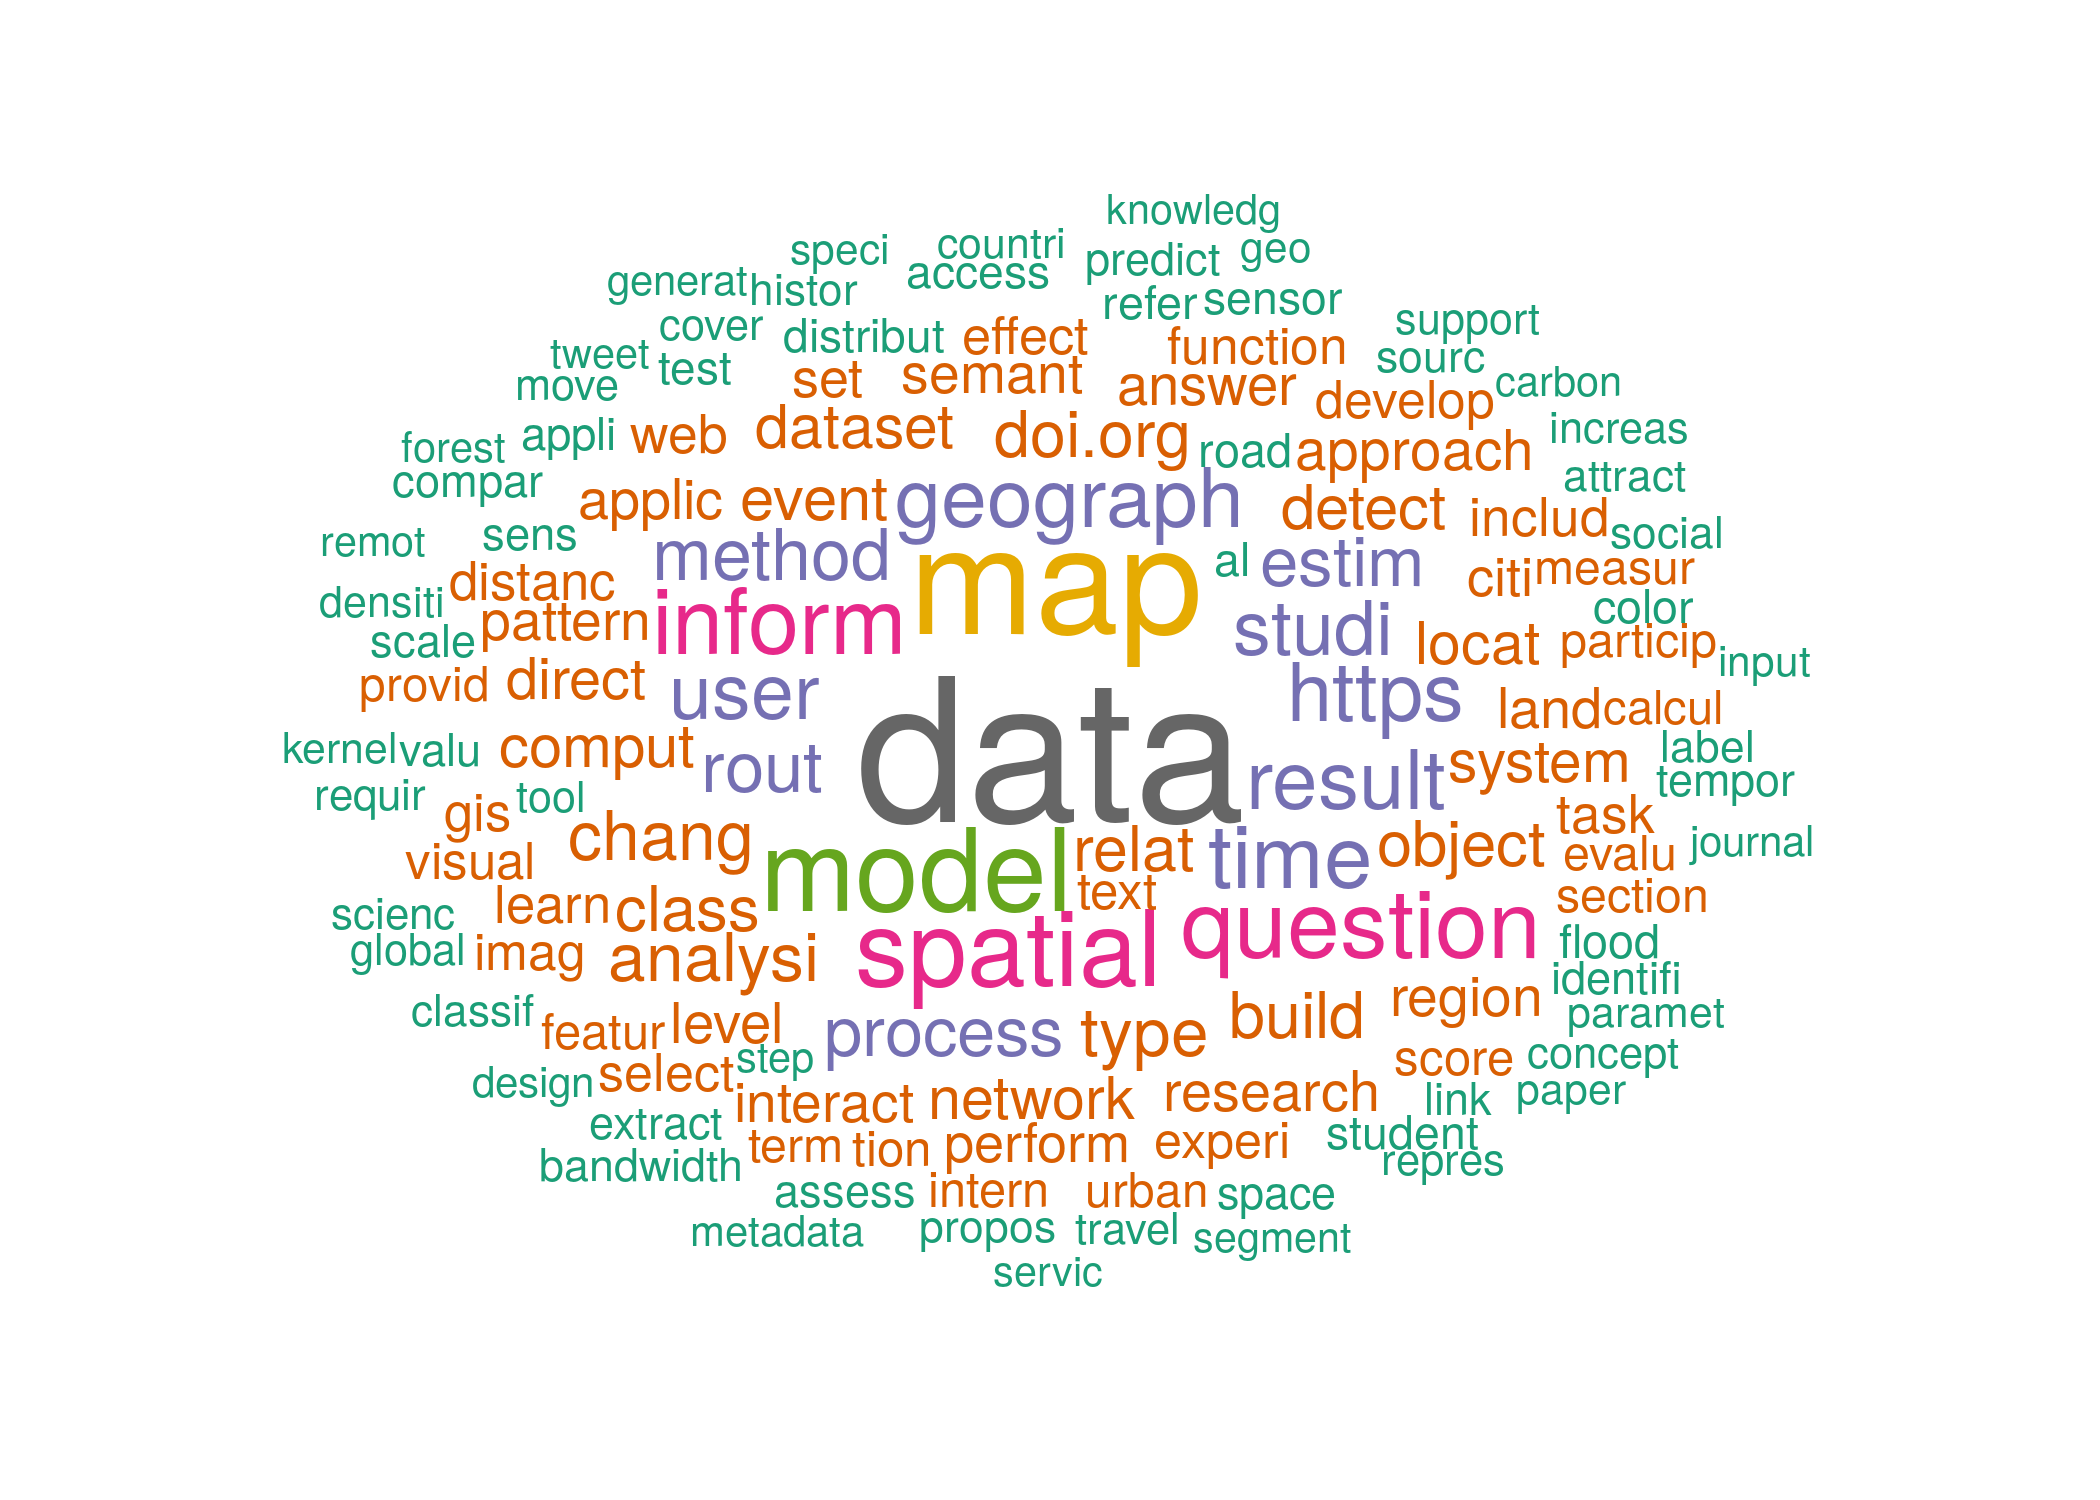 knowledg
speci countri predict geo
generat histor access refer sensor
cover distribut effect function support
tweet test set semant answer sourc carbon
move develop
forest appli web dataset doi.org road approach increas
compar applic event geograph detect includ attract
remot sens method map al estim citi measur social
densiti distanc color
scale pattern inform studi locat particip input
provid direct user https land calcul
kernel valu comput rout data result system label
requir tool tempor
gis chang model relat time object task journal
visual text evalu
scienc learn class spatial question section
global imag analysi flood
identifi
classif featur level process type build region paramet
step score concept
design select interact network research link paper
extract term tion perform experi student
bandwidth repres
assess intern urban space
metadata propos travel segment
servic